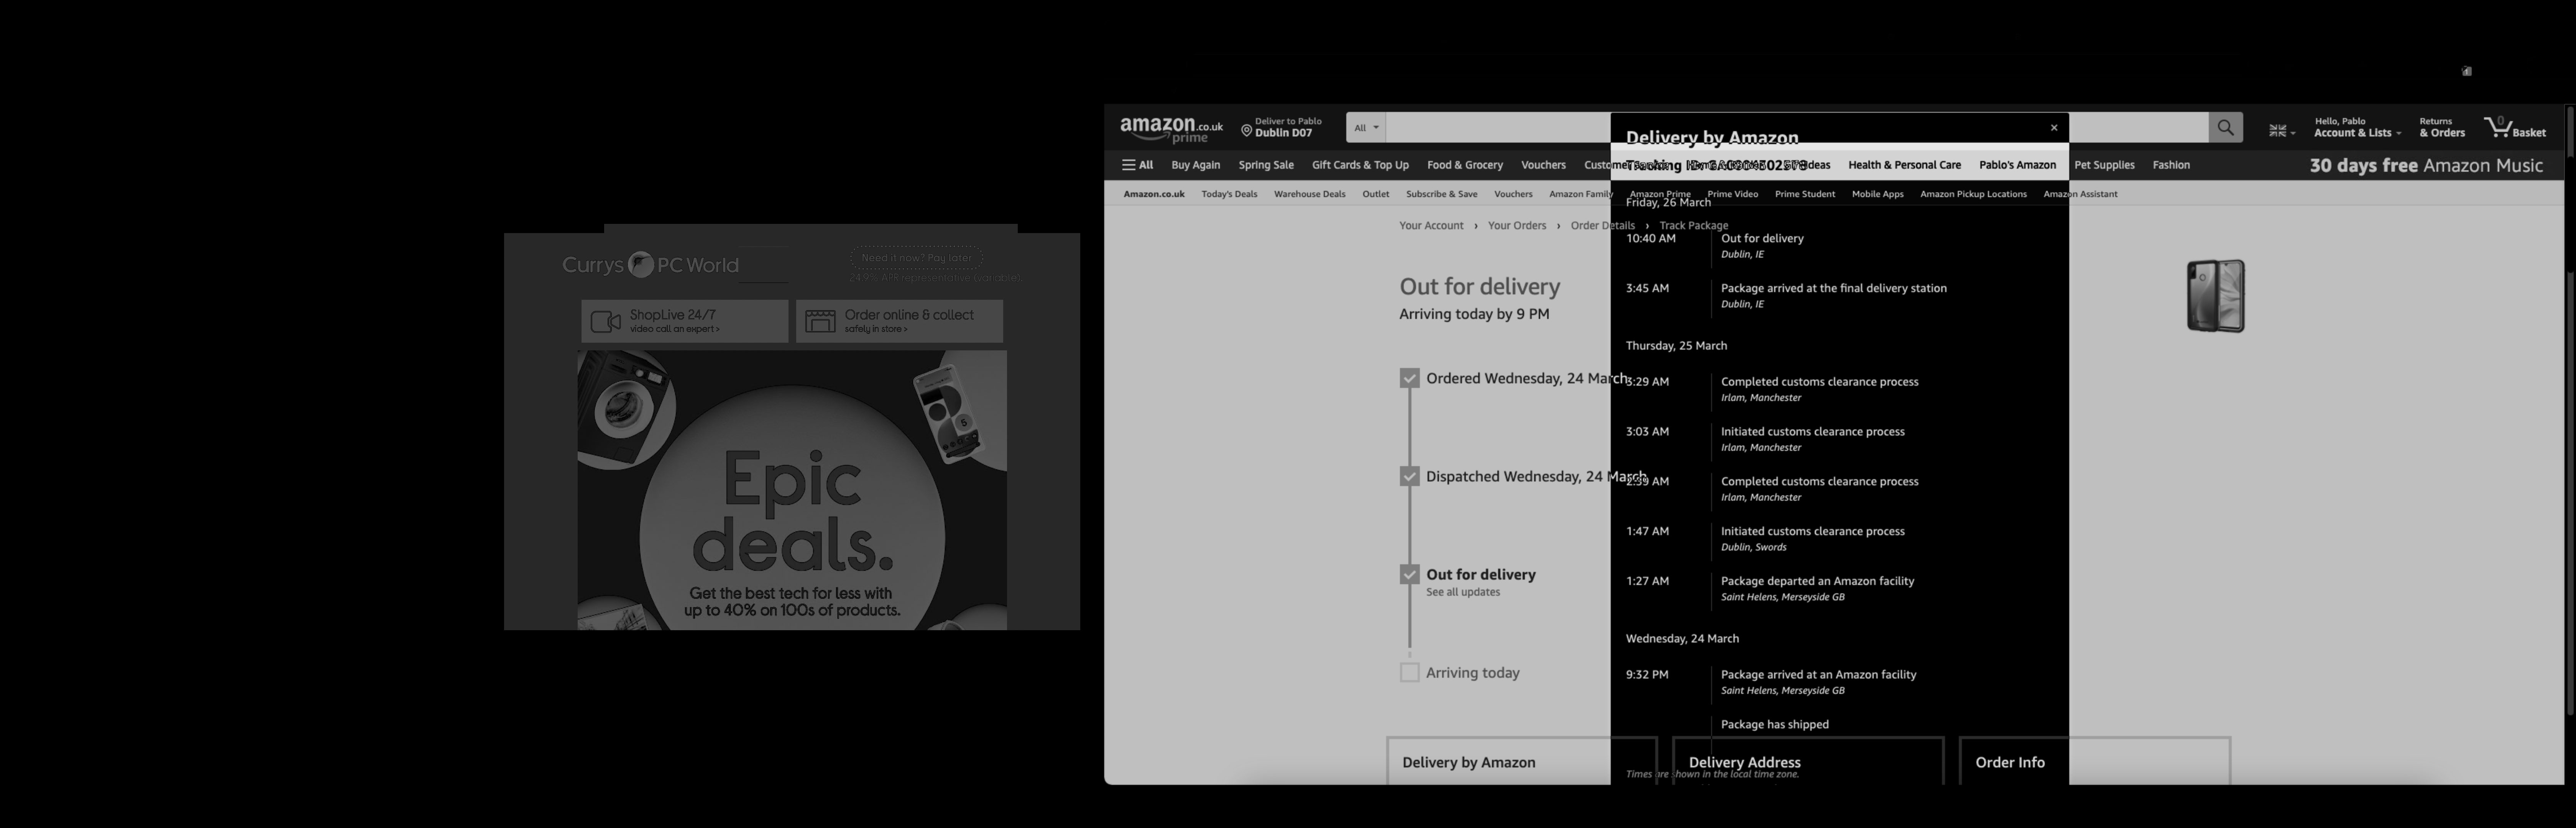 Currys PC World
Need it now? Pay later
24.9% APR representative (variable).
ShopLive 24/7
video call an expert >
Order online & collect
safely in store >
Epic
deals.
Get the best tech for less with
up to 40% on 100s of products.
amazon.co.uk
prime
Deliver to Pablo
Dublin D07
All
Hello, Pablo
Account & Lists
Returns
& Orders
0
Basket
All Buy Again Spring Sale Gift Cards & Top Up Food & Grocery Vouchers Ideas Health & Personal Care Pablo's Amazon Pet Supplies Fashion
30 days free Amazon Music
Amazon.co.uk Today's Deals Warehouse Deals Outlet Subscribe & Save Vouchers Amazon Family Amazon Prime Prime Video Prime Student Mobile Apps Amazon Pickup Locations Amazon Assistant
Your Account › Your Orders › Order Details › Track Package
Out for delivery
Arriving today by 9 PM
Ordered Wednesday, 24 March
Dispatched Wednesday, 24 March
Out for delivery
See all updates
Arriving today
Delivery by Amazon
Tracking ID:
Friday, 26 March
10:40 AM Out for delivery
Dublin, IE
3:45 AM Package arrived at the final delivery station
Dublin, IE
Thursday, 25 March
3:29 AM Completed customs clearance process
Irlam, Manchester
3:03 AM Initiated customs clearance process
Irlam, Manchester
AM Completed customs clearance process
Irlam, Manchester
1:47 AM Initiated customs clearance process
Dublin, Swords
1:27 AM Package departed an Amazon facility
Saint Helens, Merseyside GB
Wednesday, 24 March
9:32 PM Package arrived at an Amazon facility
Saint Helens, Merseyside GB
Package has shipped
Times are shown in the local time zone.
Delivery by Amazon
Delivery Address
Order Info